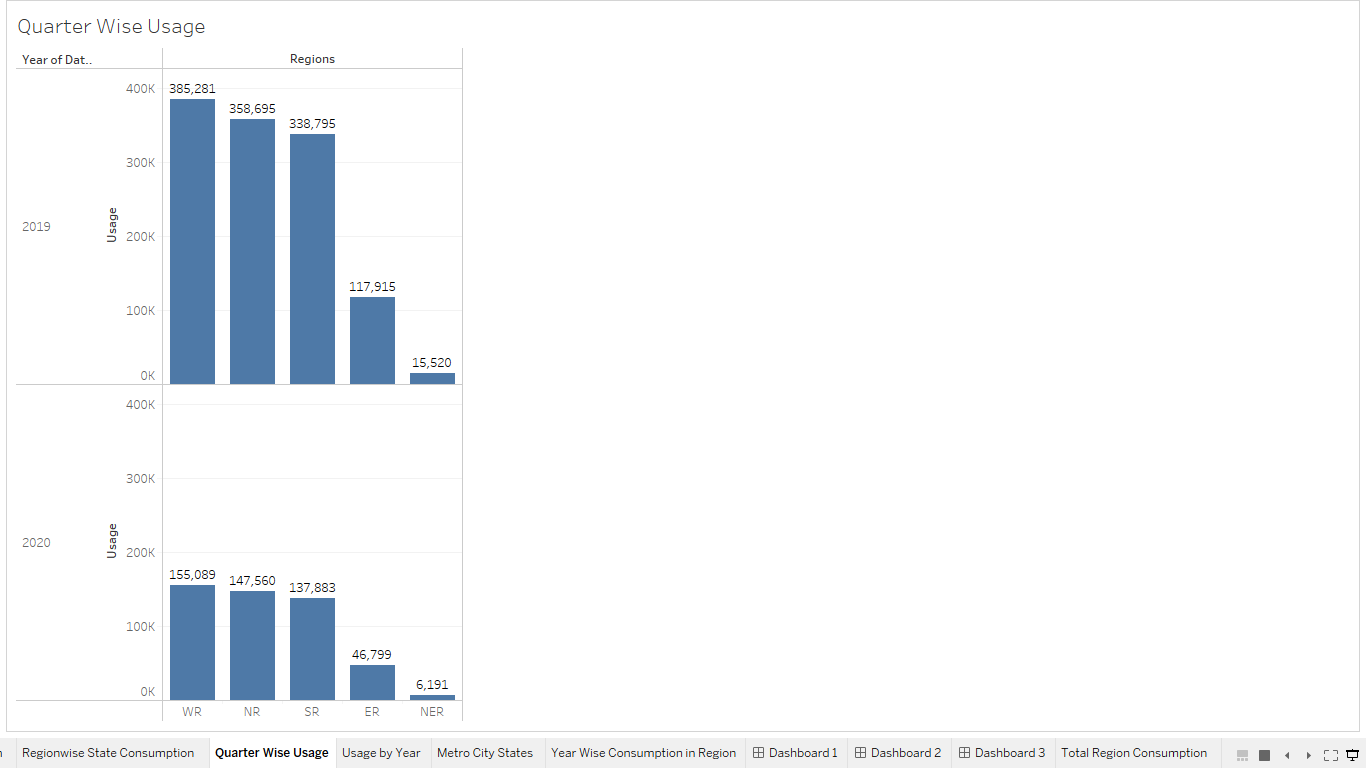 Quarter Wise Usage
Year of Dat..
Regions
400K
385,281
358,695
338,795
300K
2019
Usage
200K
117,915
100K
15,520
0K
400K
300K
2020
Usage
200K
155,089
147,560
137,883
100K
46,799
6,191
0K
WR NR SR ER NER
Regionwise State Consumption Quarter Wise Usage Usage by Year Metro City States Year Wise Consumption in Region Dashboard 1 Dashboard 2 Dashboard 3 Total Region Consumption